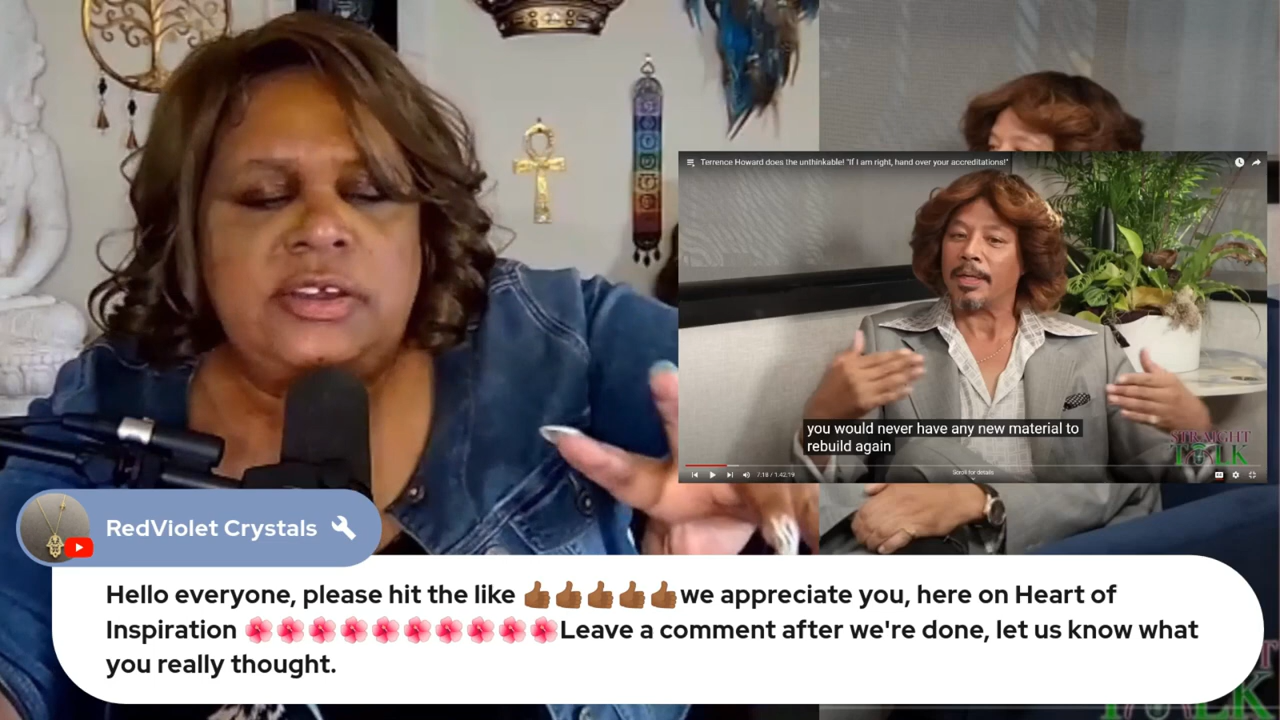 Terrence Howard does the unthinkable! "If I am right, hand over your accreditations!"
you would never have any new material to
rebuild again
STRAIGHT
TALK
7:18 / 1:42:19
Scroll for details
RedViolet Crystals
Hello everyone, please hit the like 👍🏾👍🏾👍🏾👍🏾👍🏾we appreciate you, here on Heart of
Inspiration 🌺🌺🌺🌺🌺🌺🌺🌺🌺🌺Leave a comment after we're done, let us know what
you really thought.